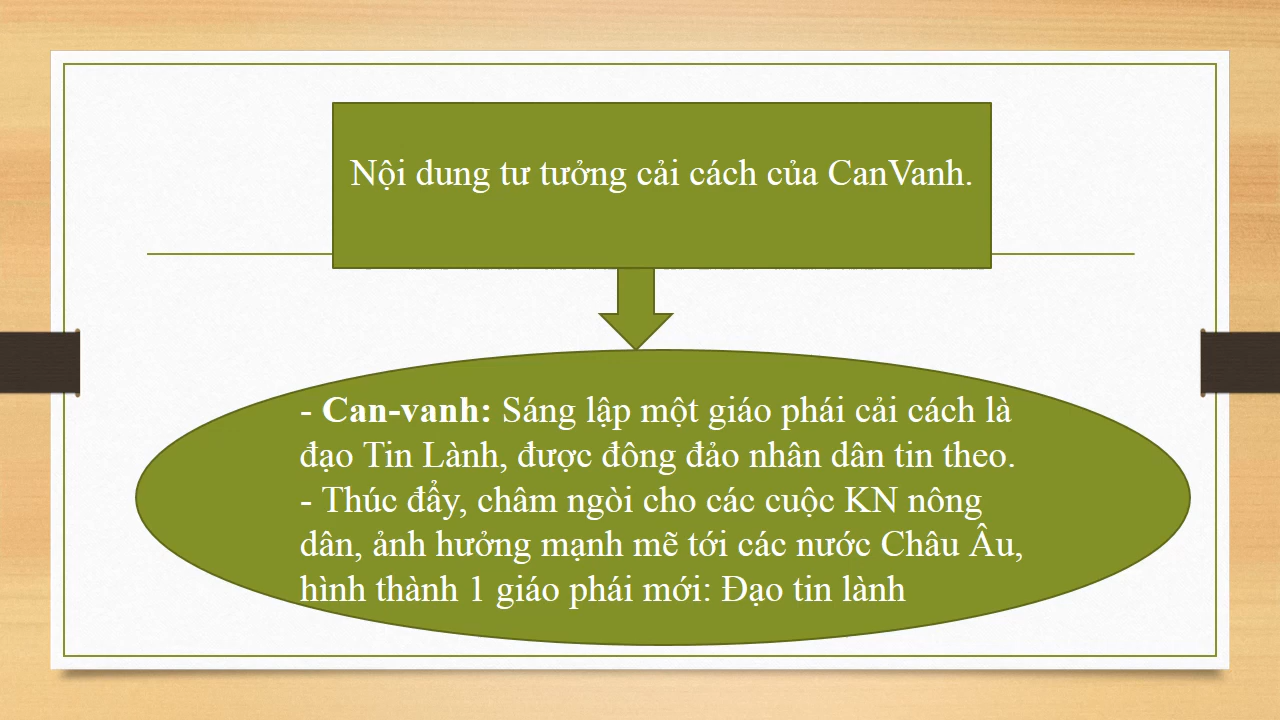 Nội dung tư tưởng cải cách của CanVanh.
- Can-vanh: Sáng lập một giáo phái cải cách là
đạo Tin Lành, được đông đảo nhân dân tin theo.
- Thúc đẩy, châm ngòi cho các cuộc KN nông
dân, ảnh hưởng mạnh mẽ tới các nước Châu Âu,
hình thành 1 giáo phái mới: Đạo tin lành